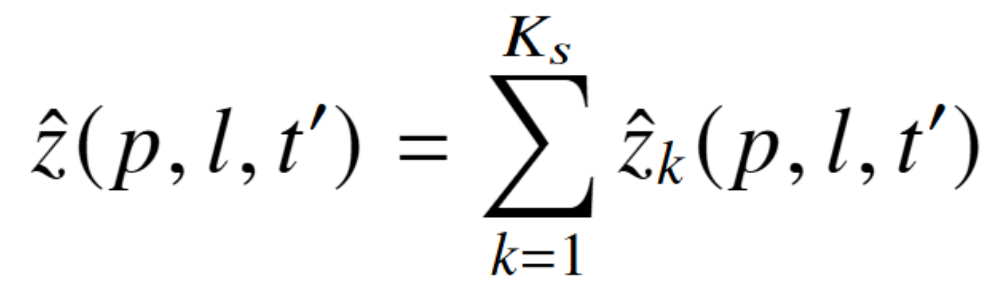 ẑ(p, l, t′) = ∑_{k=1}^{K_s} ẑ_k(p, l, t′)